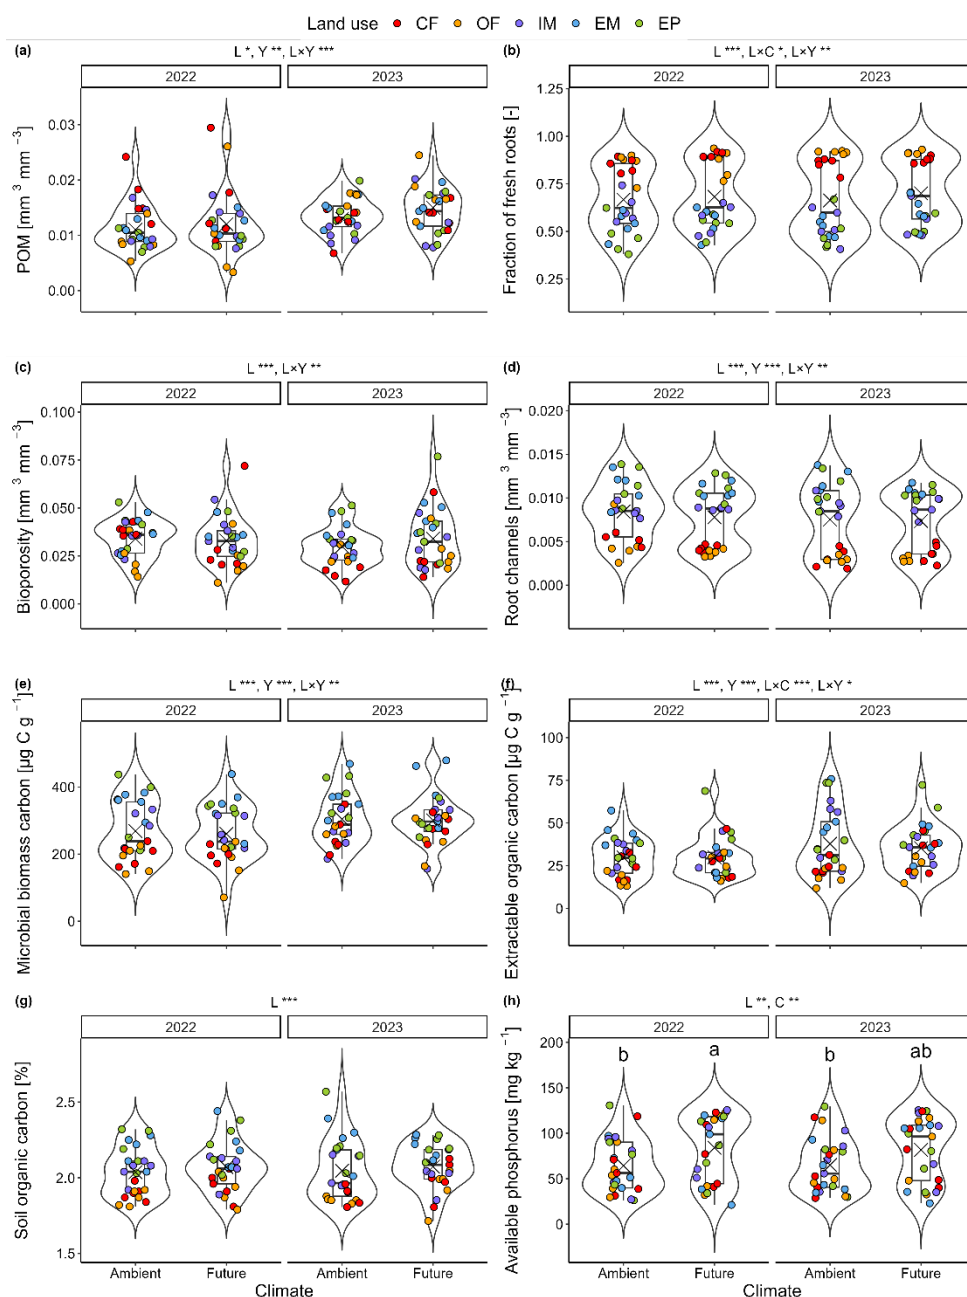 Land use CF OF IM EM EP
(a) L *, Y **, L×Y ***
(b) L ***, L×C *, L×Y **
2022 2023
2022 2023
POM [mm ³ mm ⁻³]
0.03
0.02
0.01
0.00
Fraction of fresh roots [-]
1.25
1.00
0.75
0.50
0.25
(c) L ***, L×Y **
(d) L ***, Y ***, L×Y **
2022 2023
2022 2023
Bioporosity [mm ³ mm ⁻³]
0.100
0.075
0.050
0.025
0.000
Root channels [mm ³ mm ⁻³]
0.020
0.015
0.010
0.005
0.000
(e) L ***, Y ***, L×Y **
(f) L ***, Y ***, L×C ***, L×Y *
2022 2023
2022 2023
Microbial biomass carbon [µg C g ⁻¹]
400
200
0
Extractable organic carbon [µg C g ⁻¹]
100
75
50
25
0
(g) L ***
(h) L **, C **
2022 2023
2022 2023
Soil organic carbon [%]
2.5
2.0
1.5
Available phosphorus [mg kg ⁻¹]
200
150
100
50
0
b a b ab
Ambient Future Ambient Future
Climate
Ambient Future Ambient Future
Climate